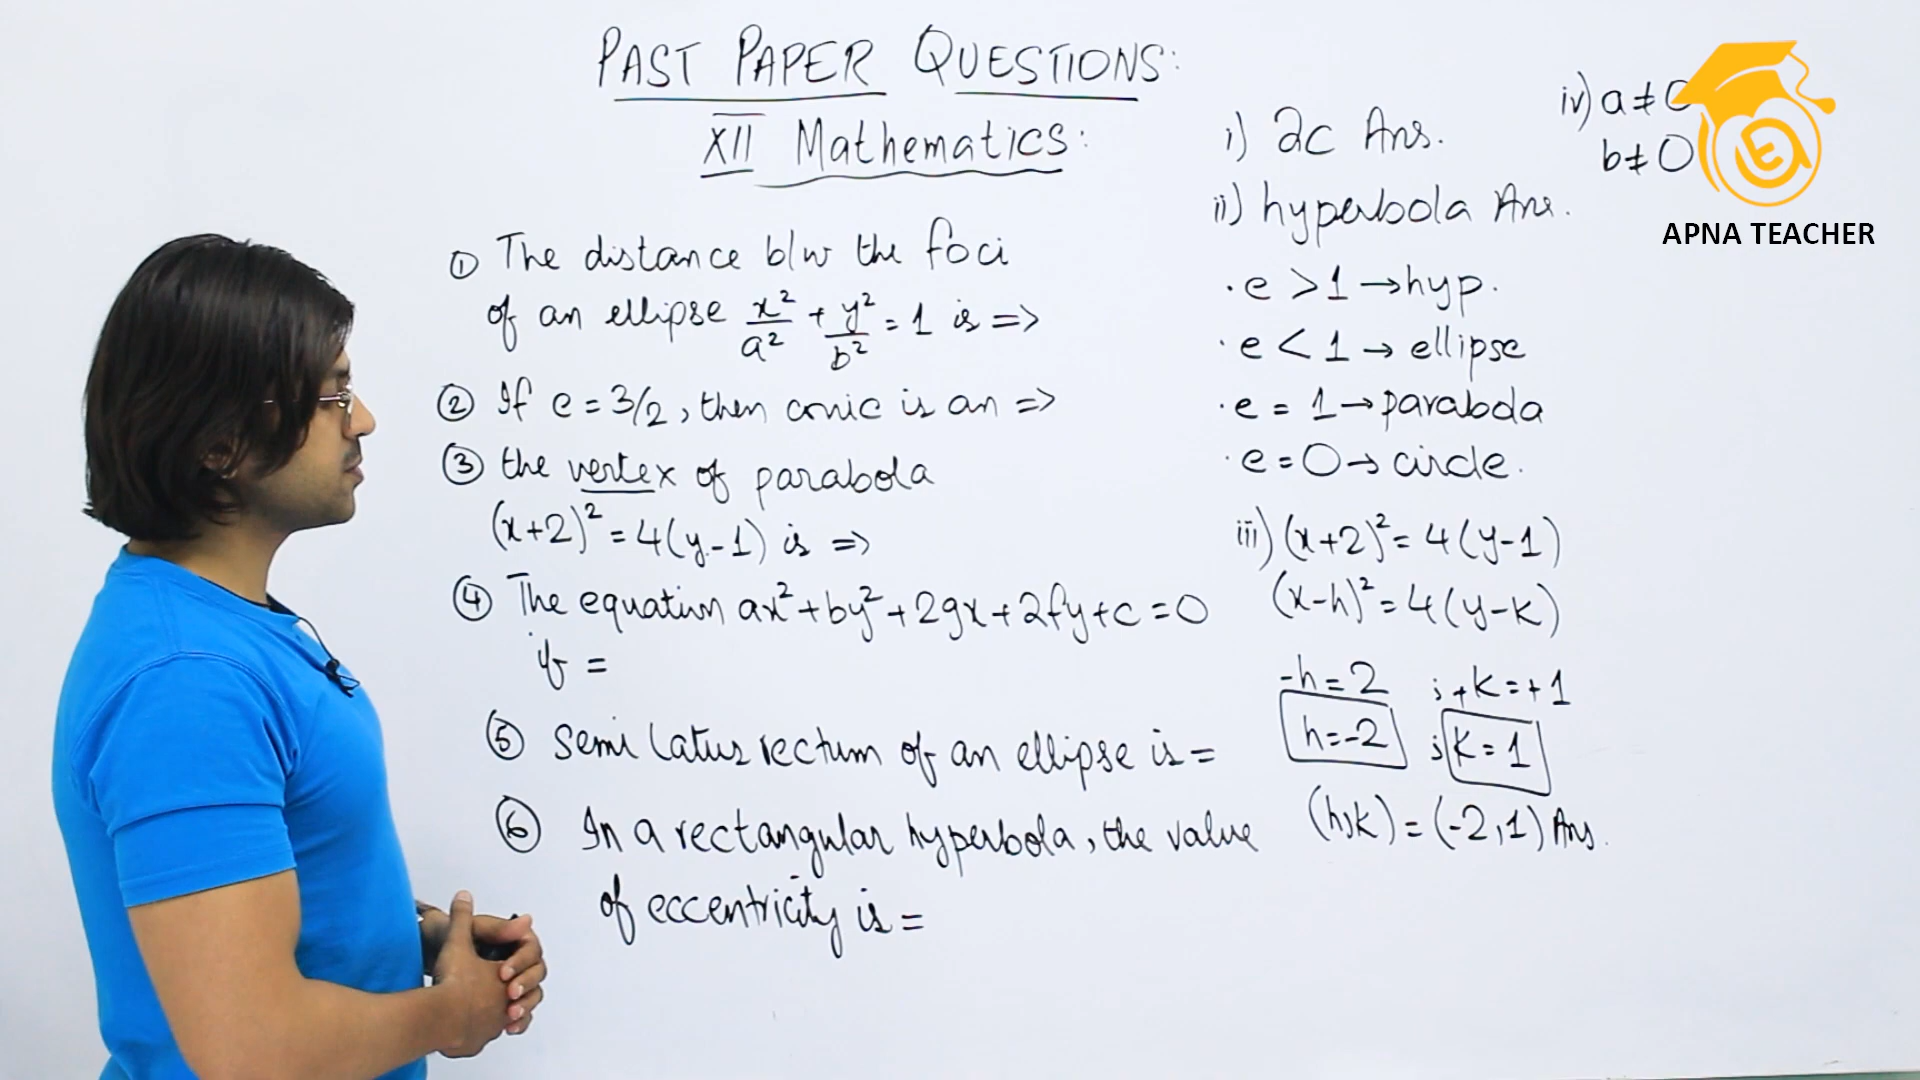 PAST PAPER QUESTIONS:
XII Mathematics:
① The distance b/w the foci
of an ellipse x²/a² + y²/b² = 1 is =>
② If e = 3/2, then conic is an =>
③ the vertex of parabola
(x+2)² = 4(y-1) is =>
④ The equation ax²+by²+2gx+2fy+c=0
if =
⑤ Semi Latus rectum of an ellipse is =
⑥ In a rectangular hyperbola, the value
of eccentricity is =
i) 2c Ans.
ii) hyperbola Ans.
· e > 1 → hyp.
· e < 1 → ellipse
· e = 1 → parabola
· e = 0 → circle.
iii) (x+2)² = 4(y-1)
(x-h)² = 4(y-k)
-h = 2 ; +k = +1
h = -2 ; k = 1
(h,k) = (-2,1) Ans.
iv) a ≠ 0
b ≠ 0
APNA TEACHER